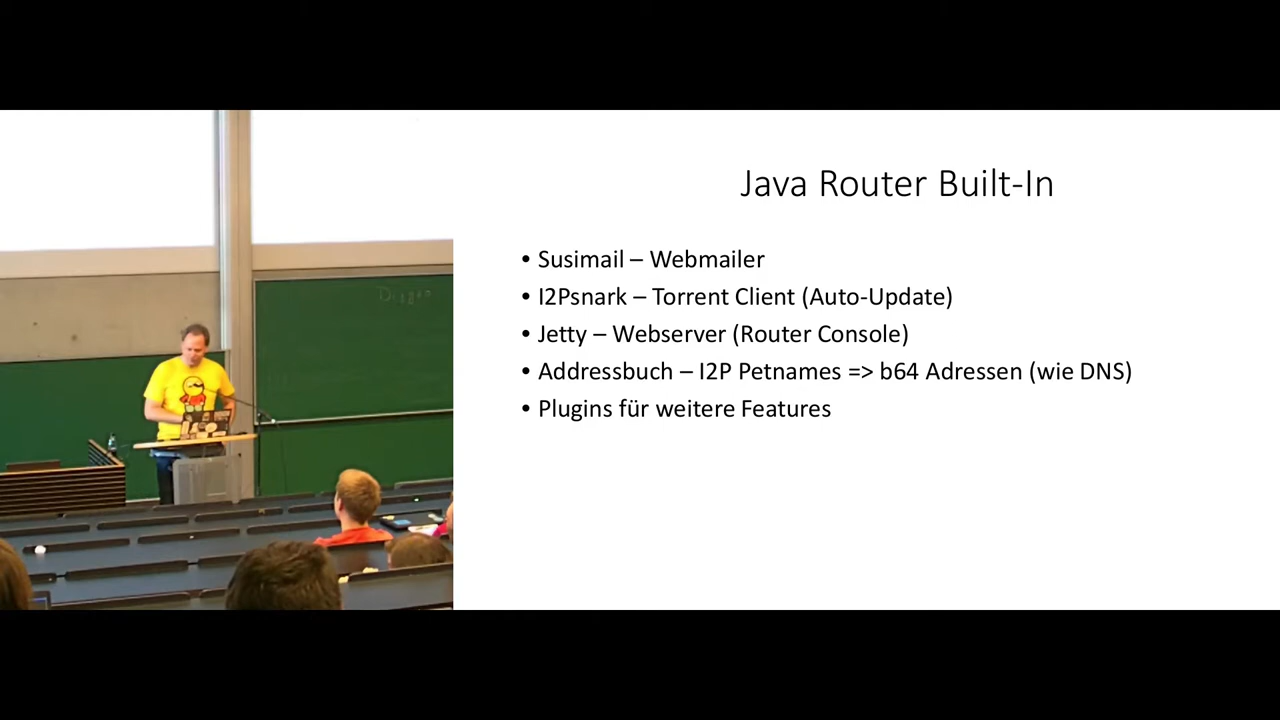 Java Router Built-In
• Susimail – Webmailer
• I2Psnark – Torrent Client (Auto-Update)
• Jetty – Webserver (Router Console)
• Addressbuch – I2P Petnames => b64 Adressen (wie DNS)
• Plugins für weitere Features